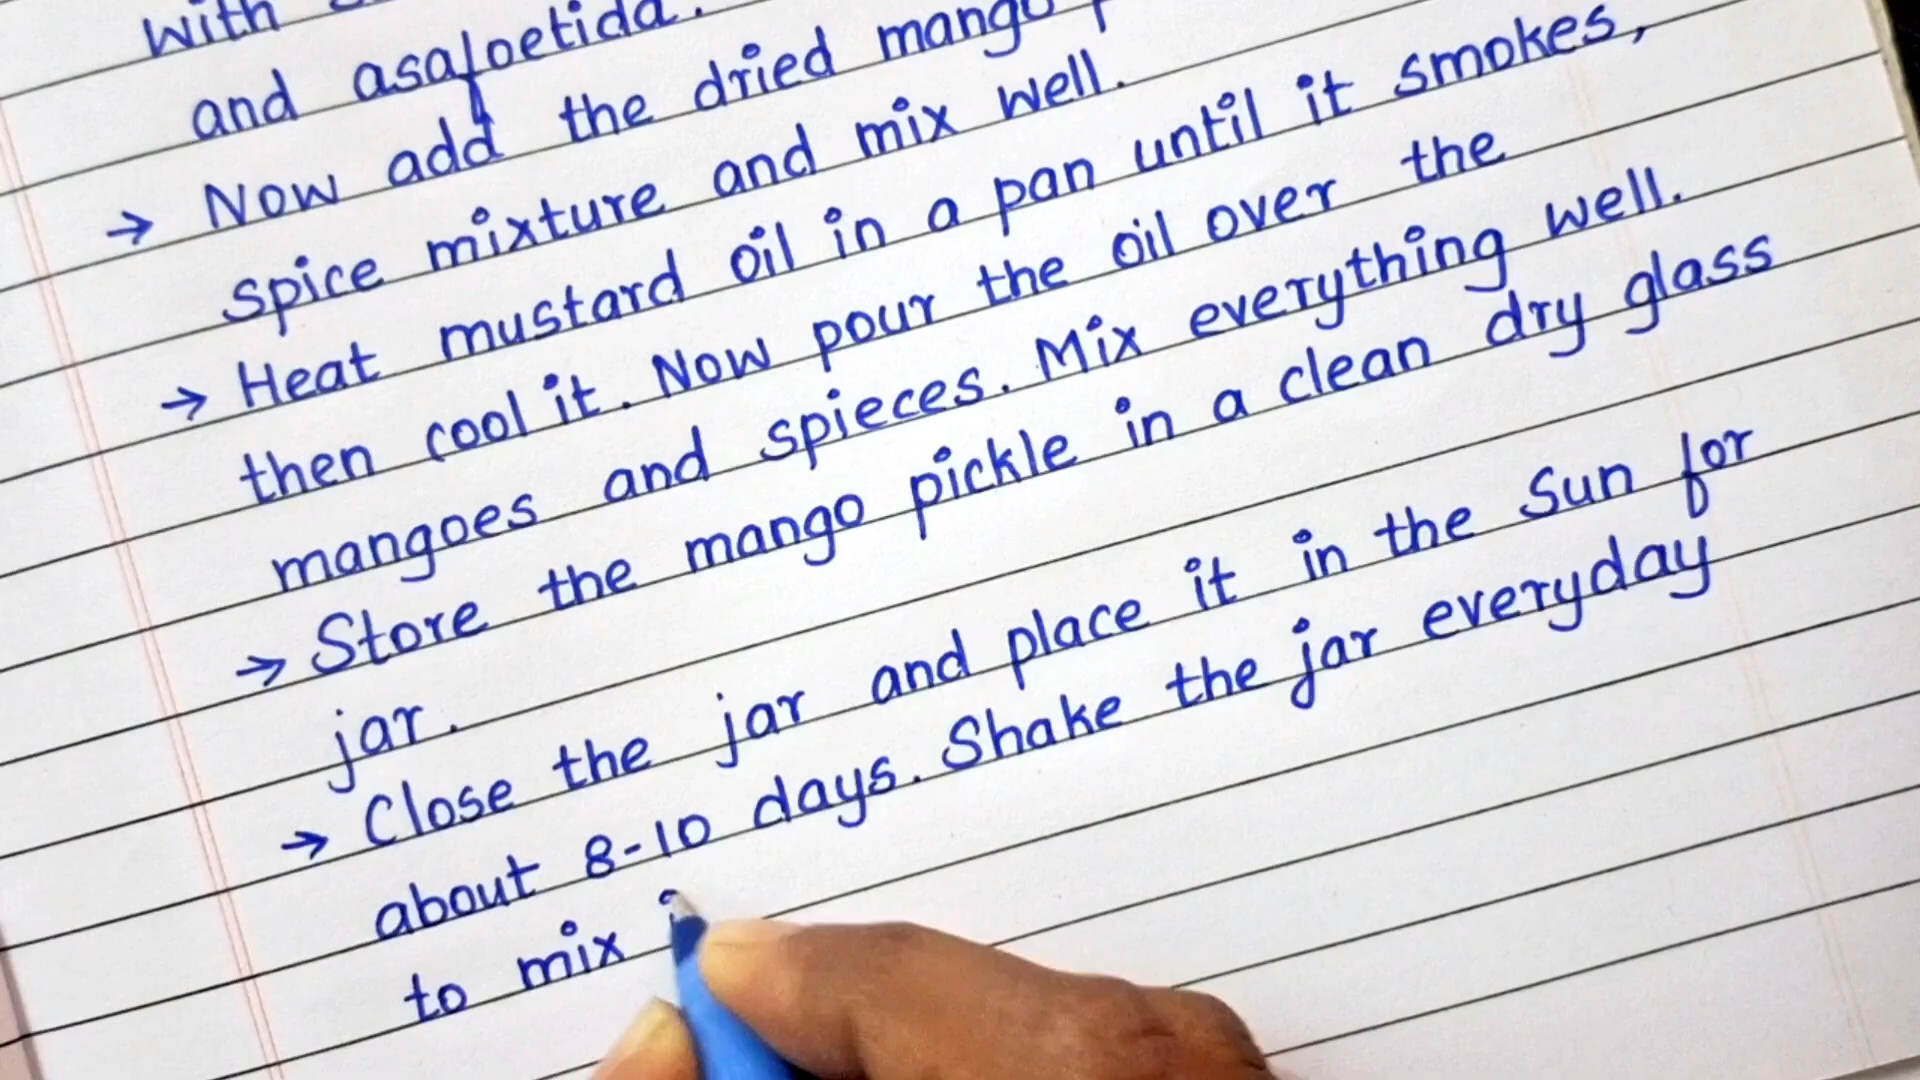 with
and asafoetida.
→ Now add the dried mango
spice mixture and mix well.
→ Heat mustard oil in a pan until it smokes,
then cool it. Now pour the oil over the
mangoes and spieces. Mix everything well.
→ Store the mango pickle in a clean dry glass
jar.
→ Close the jar and place it in the Sun for
about 8-10 days. Shake the jar everyday
to mix